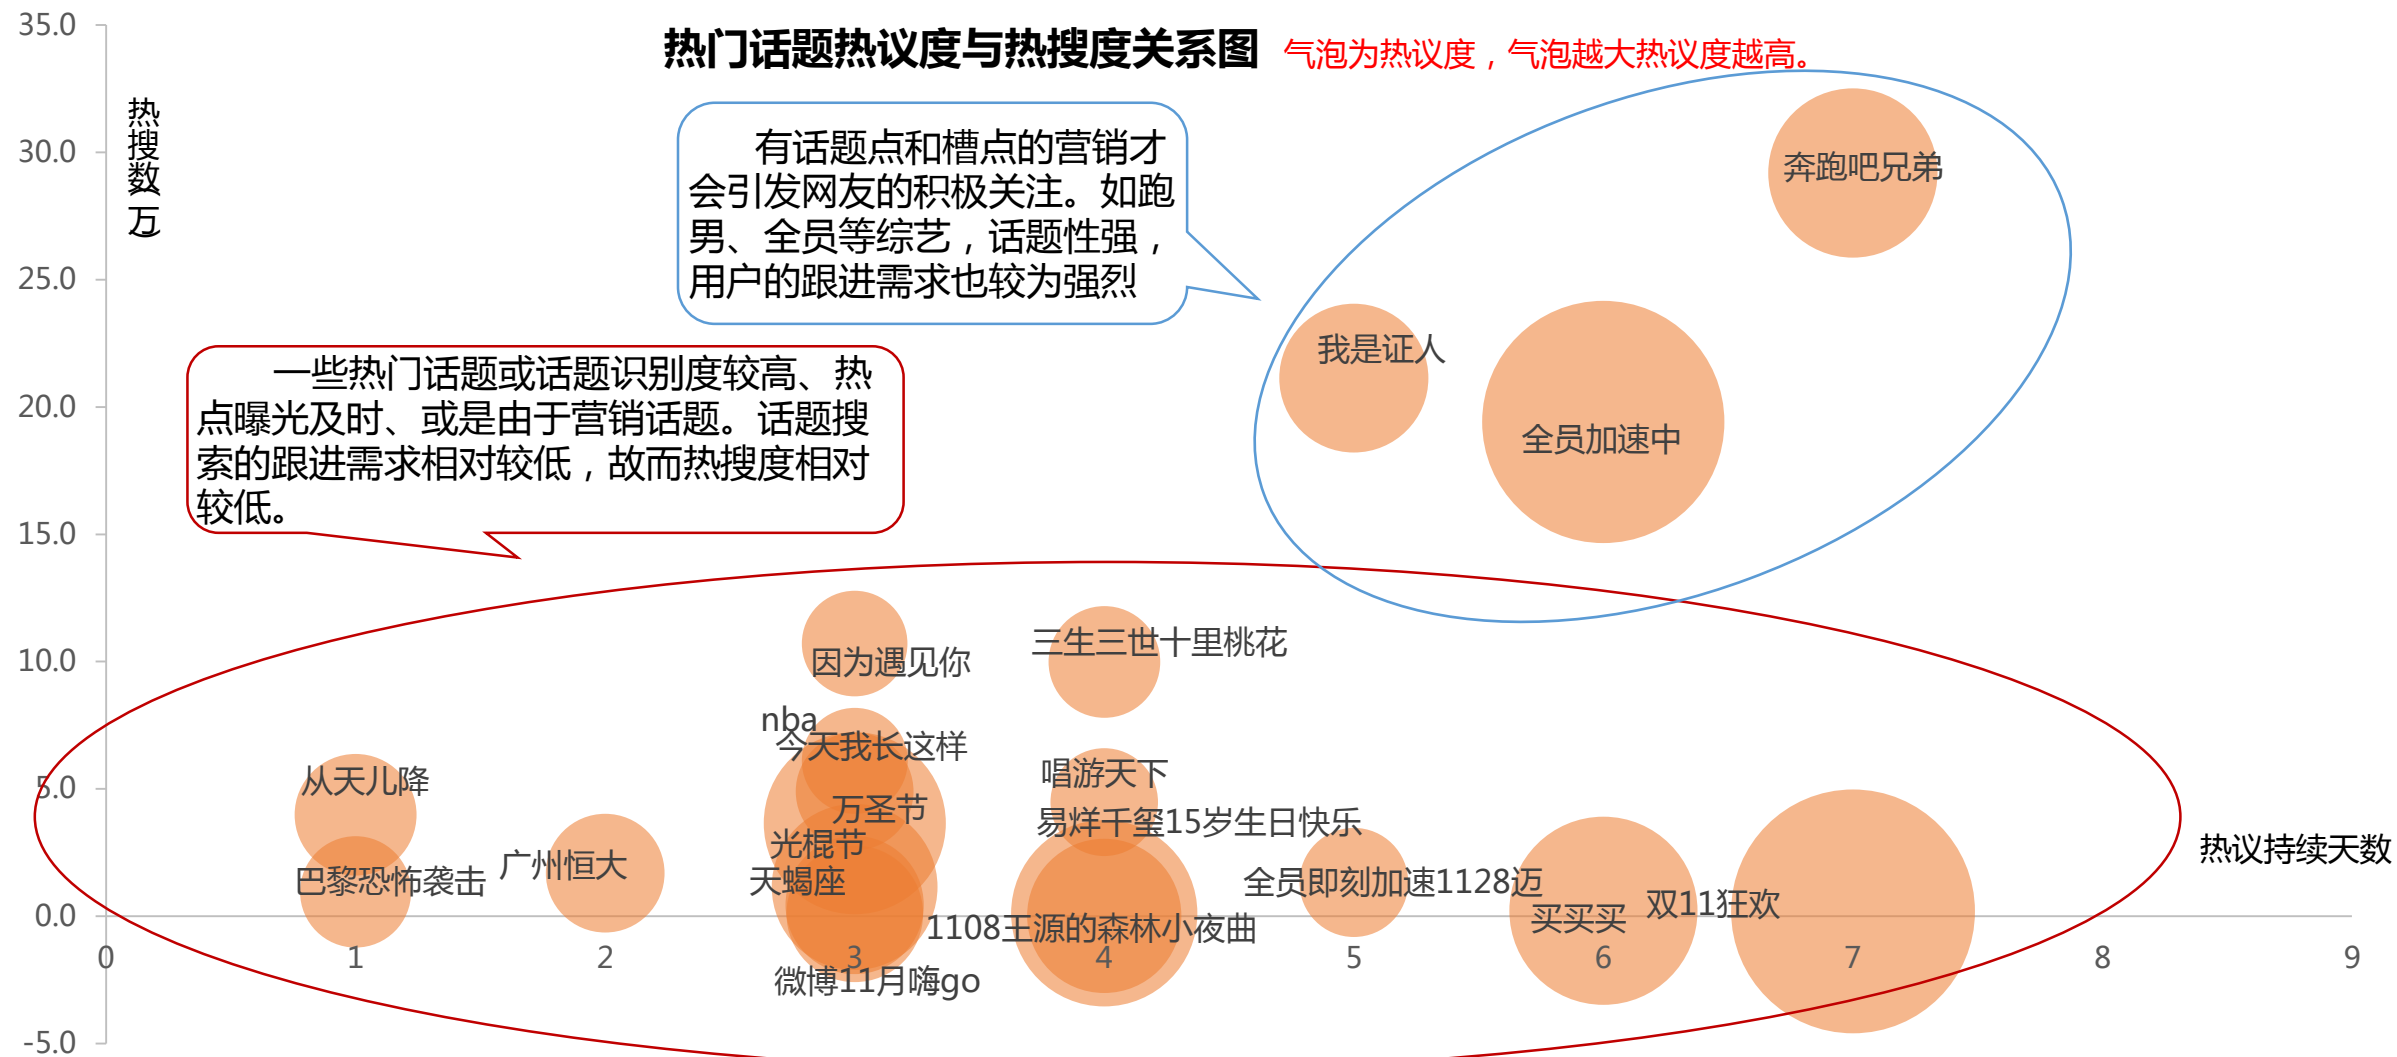 热门话题热议度与热搜度关系图 气泡为热议度，气泡越大热议度越高。
35.0
30.0
25.0
20.0
15.0
10.0
5.0
0.0
-5.0
热搜数（万）
有话题点和槽点的营销才
会引发网友的积极关注。如跑
男、全员等综艺，话题性强，
用户的跟进需求也较为强烈
一些热门话题或话题识别度较高、热
点曝光及时、或是由于营销话题。话题搜
索的跟进需求相对较低，故而热搜度相对
较低。
奔跑吧兄弟
我是证人
全员加速中
因为遇见你
三生三世十里桃花
nba
今天我长这样
从天儿降
唱游天下
万圣节
易烊千玺15岁生日快乐
光棍节
广州恒大
巴黎恐怖袭击
天蝎座
全员即刻加速1128迈
买买买
双11狂欢
1108王源的森林小夜曲
微博11月嗨go
热议持续天数
0 1 2 3 4 5 6 7 8 9